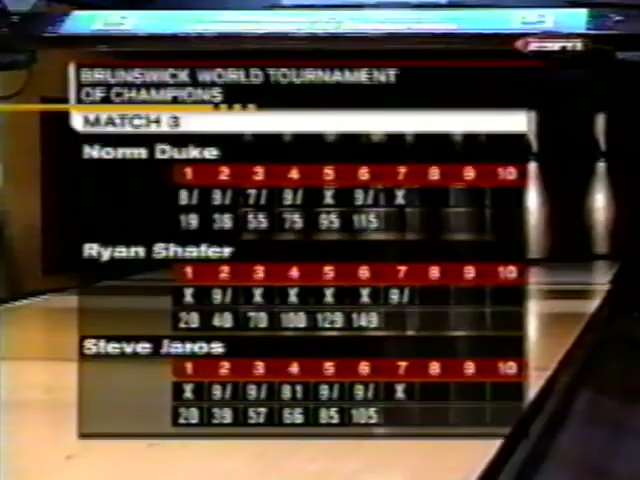 ESPN
BRUNSWICK WORLD TOURNAMENT
OF CHAMPIONS
MATCH 3
Norm Duke
1 2 3 4 5 6 7 8 9 10
8/ 9/ 7/ 9/ X 9/ X
19 36 55 75 95 115
Ryan Shafer
1 2 3 4 5 6 7 8 9 10
X 9/ X X X X 9/
20 40 70 100 129 149
Steve Jaros
1 2 3 4 5 6 7 8 9 10
X 9/ 9/ 81 9/ 9/ X
20 39 57 66 85 105